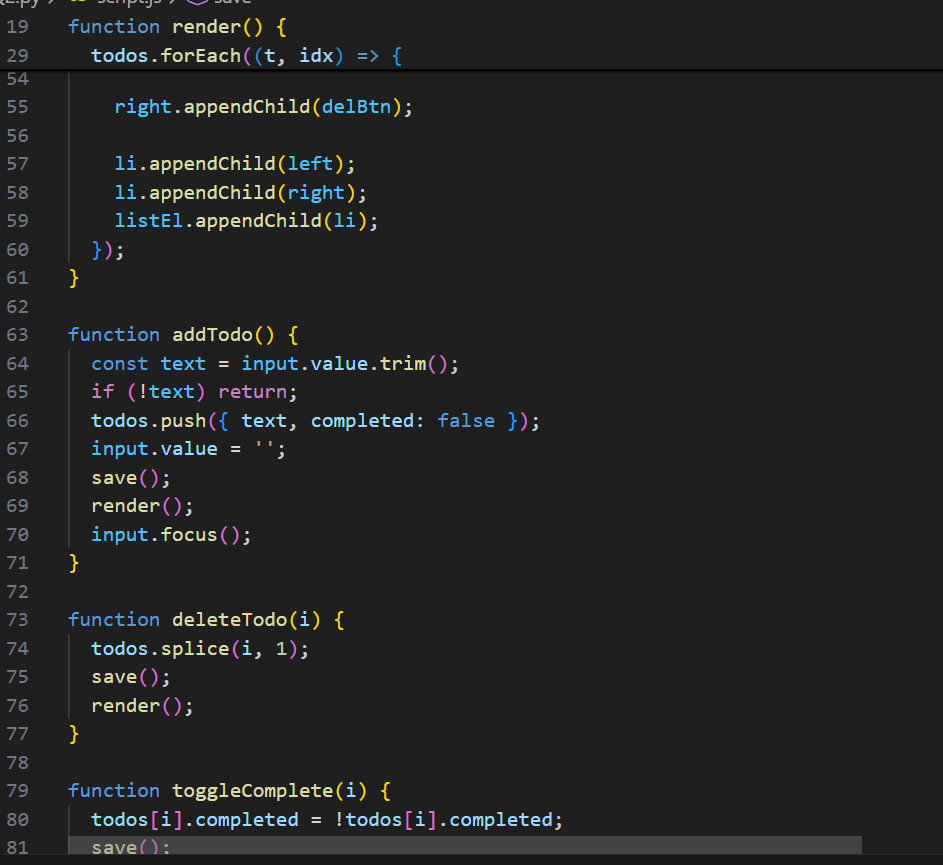 2.py > script.js > save
19 function render() {
29 todos.forEach((t, idx) => {
54
55 right.appendChild(delBtn);
56
57 li.appendChild(left);
58 li.appendChild(right);
59 listEl.appendChild(li);
60 });
61 }
62
63 function addTodo() {
64 const text = input.value.trim();
65 if (!text) return;
66 todos.push({ text, completed: false });
67 input.value = '';
68 save();
69 render();
70 input.focus();
71 }
72
73 function deleteTodo(i) {
74 todos.splice(i, 1);
75 save();
76 render();
77 }
78
79 function toggleComplete(i) {
80 todos[i].completed = !todos[i].completed;
81 save();